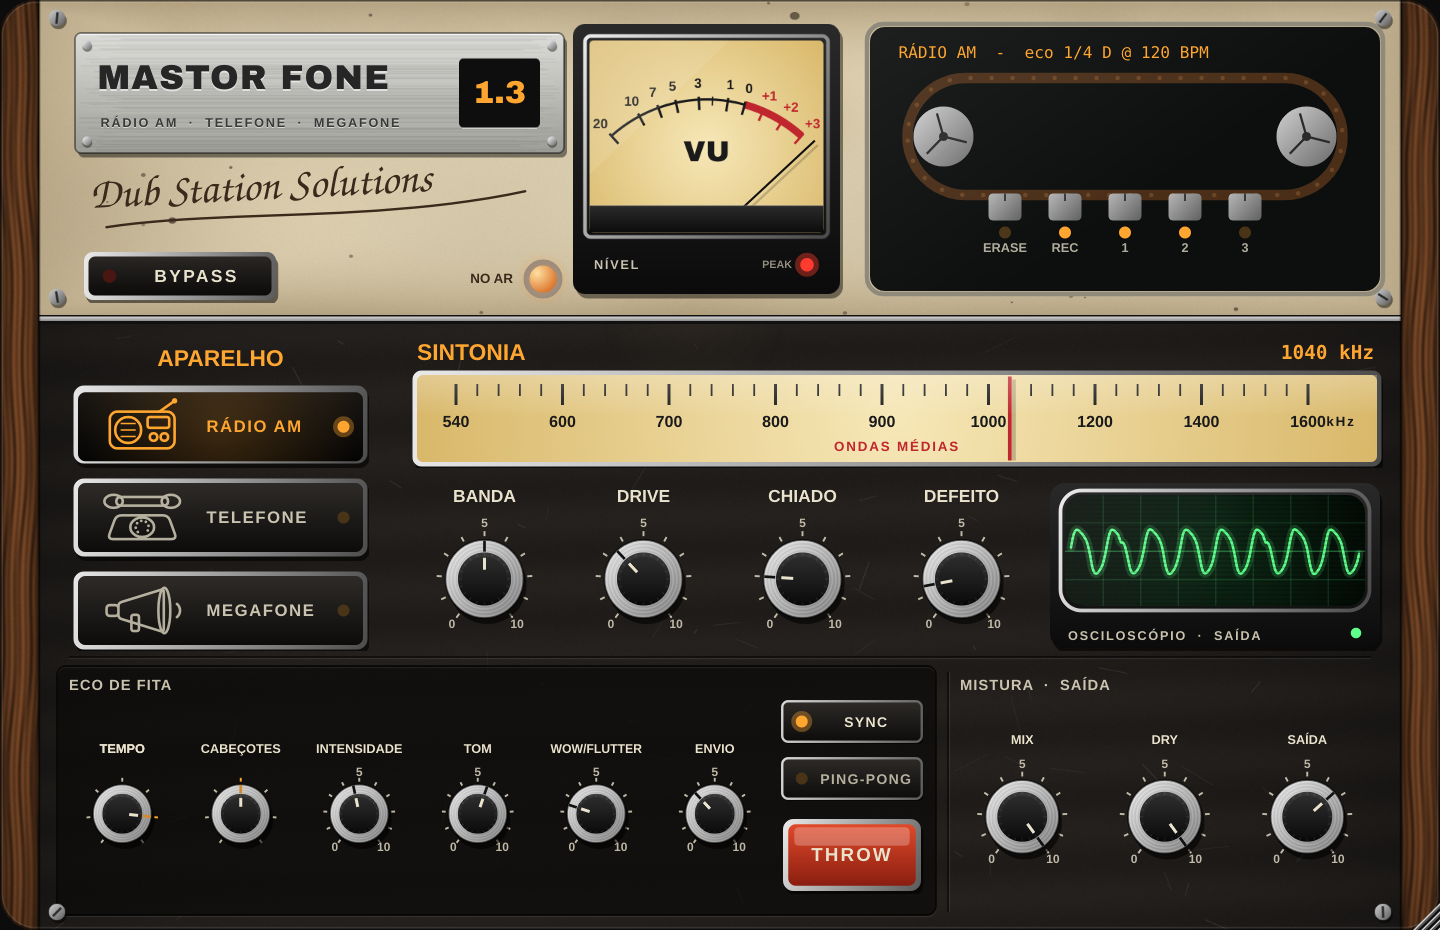 MASTOR FONE
1.3
RÁDIO AM · TELEFONE · MEGAFONE
Dub Station Solutions
BYPASS
NO AR
20 10 7 5 3 1 0 +1 +2 +3
VU
NÍVEL
PEAK
RÁDIO AM - eco 1/4 D @ 120 BPM
ERASE REC 1 2 3
APARELHO
RÁDIO AM
TELEFONE
MEGAFONE
SINTONIA
1040 kHz
540 600 700 800 900 1000 1200 1400 1600kHz
ONDAS MÉDIAS
BANDA DRIVE CHIADO DEFEITO
5 5 5 5
0 10 0 10 0 10 0 10
OSCILOSCÓPIO · SAÍDA
ECO DE FITA
TEMPO CABEÇOTES INTENSIDADE TOM WOW/FLUTTER ENVIO
5 5 5 5
0 10 0 10 0 10 0 10
SYNC
PING-PONG
THROW
MISTURA · SAÍDA
MIX DRY SAÍDA
5 5 5
0 10 0 10 0 10